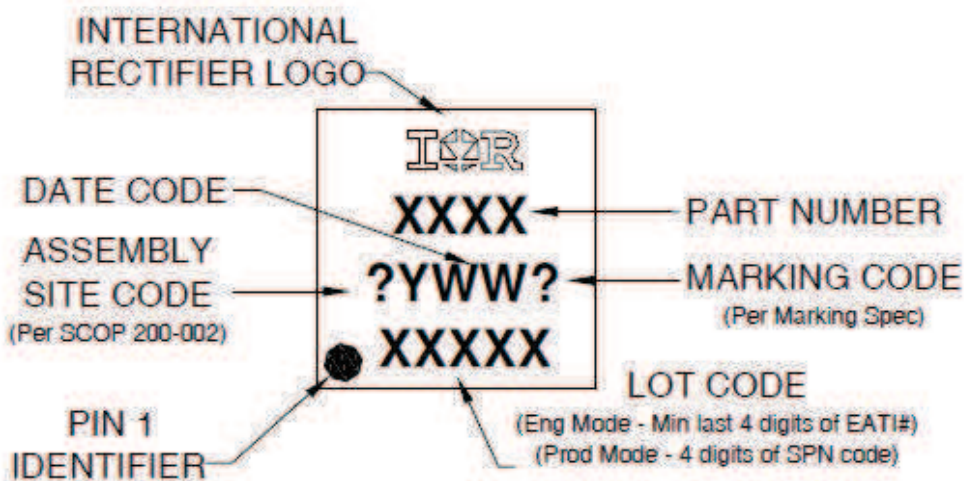 INTERNATIONAL
RECTIFIER LOGO
IOR
DATE CODE
XXXX
PART NUMBER
ASSEMBLY
SITE CODE
(Per SCOP 200-002)
?YWW?
MARKING CODE
(Per Marking Spec)
XXXXX
PIN 1
IDENTIFIER
LOT CODE
(Eng Mode - Min last 4 digits of EATI#)
(Prod Mode - 4 digits of SPN code)